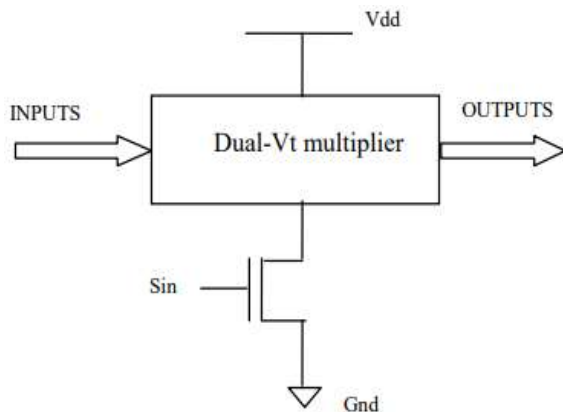 Vdd
INPUTS
OUTPUTS
Dual-Vt multiplier
Sin
Gnd